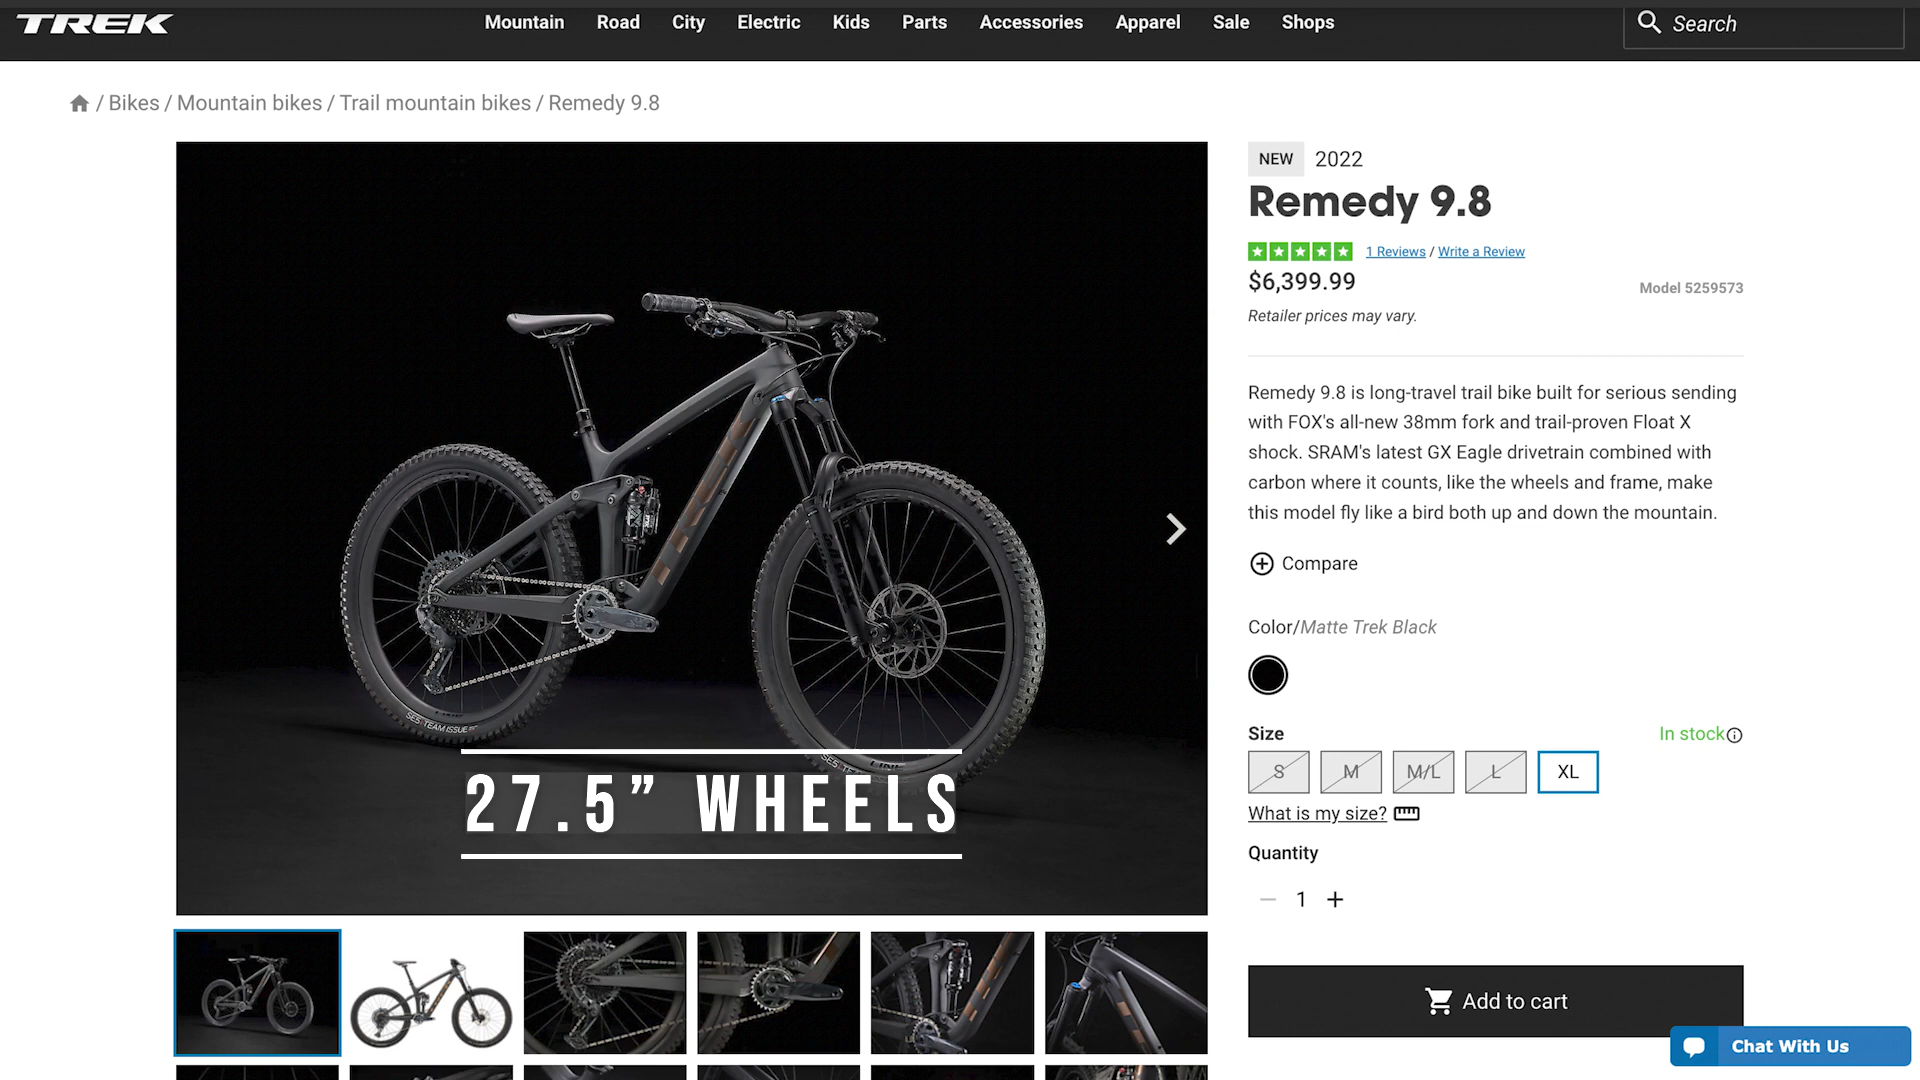 TREK
Mountain Road City Electric Kids Parts Accessories Apparel Sale Shops
Search
/ Bikes / Mountain bikes / Trail mountain bikes / Remedy 9.8
NEW 2022
Remedy 9.8
1 Reviews / Write a Review
$6,399.99
Model 5259573
Retailer prices may vary.
Remedy 9.8 is long-travel trail bike built for serious sending
with FOX's all-new 38mm fork and trail-proven Float X
shock. SRAM's latest GX Eagle drivetrain combined with
carbon where it counts, like the wheels and frame, make
this model fly like a bird both up and down the mountain.
Compare
Color/Matte Trek Black
Size
In stock
S M M/L L XL
What is my size?
Quantity
1
Add to cart
Chat With Us
TREK
SES TEAM ISSUE
27.5” WHEELS